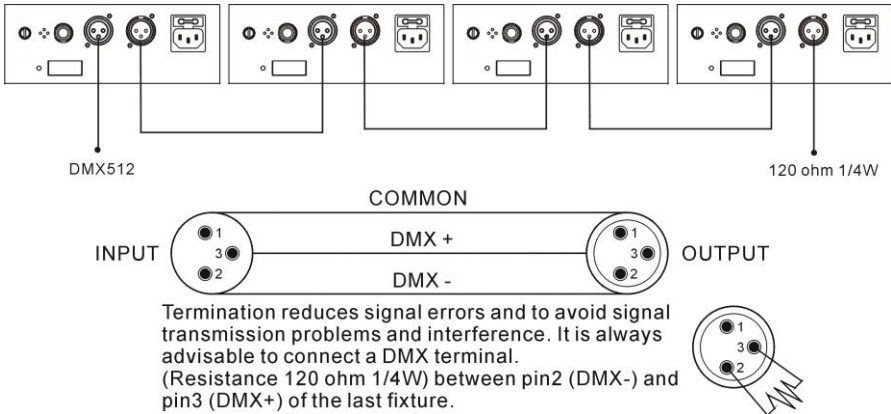 DMX512
120 ohm 1/4W
COMMON
INPUT
1
3
2
DMX +
DMX -
1
3
2
OUTPUT
Termination reduces signal errors and to avoid signal
transmission problems and interference. It is always
advisable to connect a DMX terminal.
(Resistance 120 ohm 1/4W) between pin2 (DMX-) and
pin3 (DMX+) of the last fixture.
1
3
2